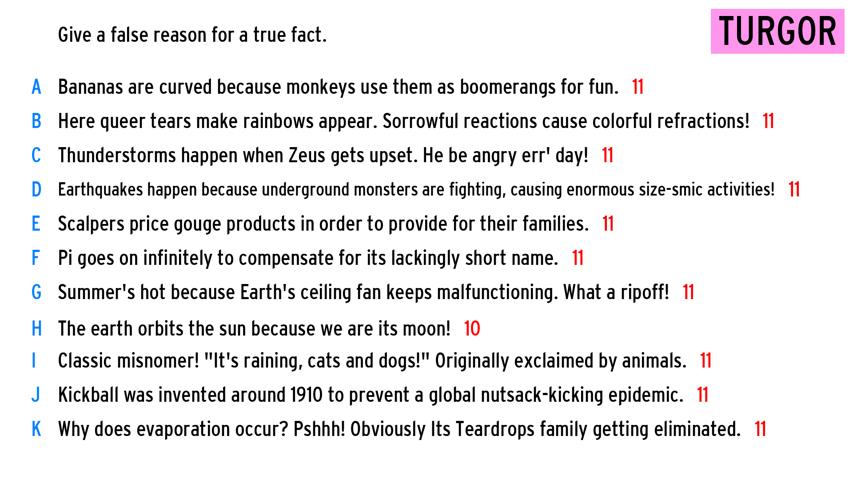 Give a false reason for a true fact.
TURGOR
A Bananas are curved because monkeys use them as boomerangs for fun. 11
B Here queer tears make rainbows appear. Sorrowful reactions cause colorful refractions! 11
C Thunderstorms happen when Zeus gets upset. He be angry err' day! 11
D Earthquakes happen because underground monsters are fighting, causing enormous size-smic activities! 11
E Scalpers price gouge products in order to provide for their families. 11
F Pi goes on infinitely to compensate for its lackingly short name. 11
G Summer's hot because Earth's ceiling fan keeps malfunctioning. What a ripoff! 11
H The earth orbits the sun because we are its moon! 10
I Classic misnomer! "It's raining, cats and dogs!" Originally exclaimed by animals. 11
J Kickball was invented around 1910 to prevent a global nutsack-kicking epidemic. 11
K Why does evaporation occur? Pshhh! Obviously Its Teardrops family getting eliminated. 11